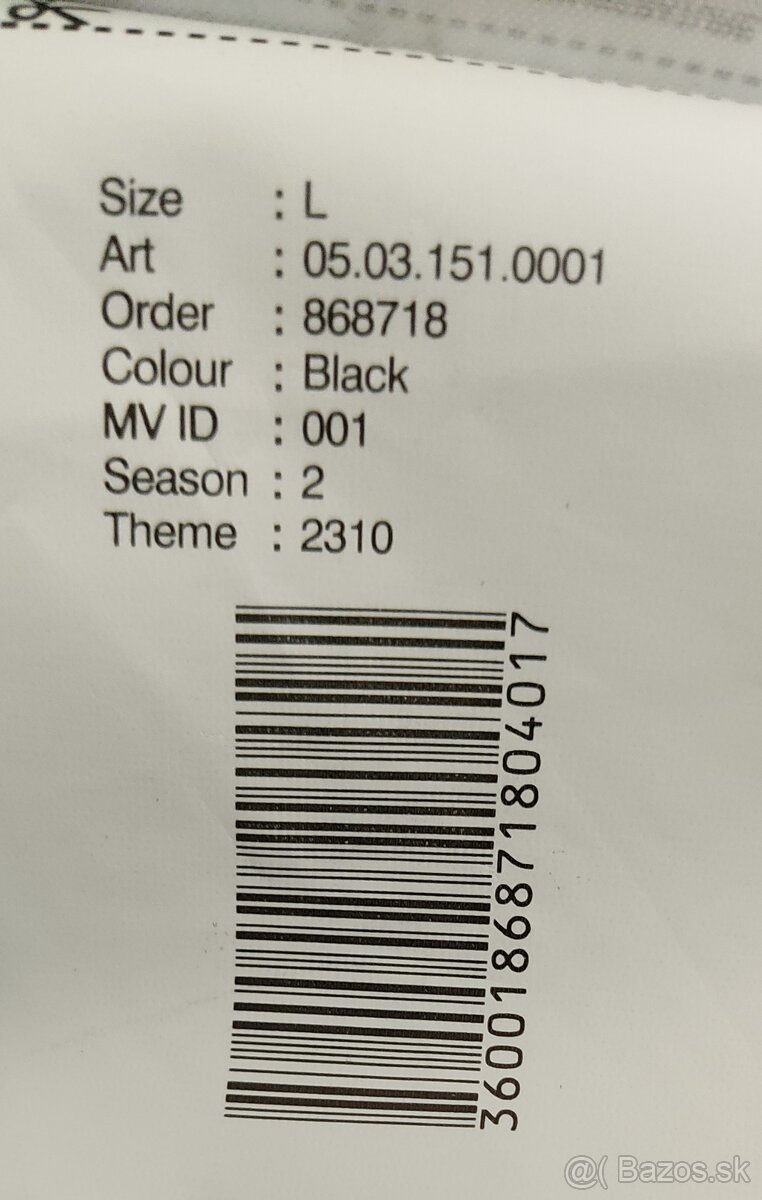 Size : L
Art : 05.03.151.0001
Order : 868718
Colour : Black
MV ID : 001
Season : 2
Theme : 2310
3600186871804017
@( Bazos.sk